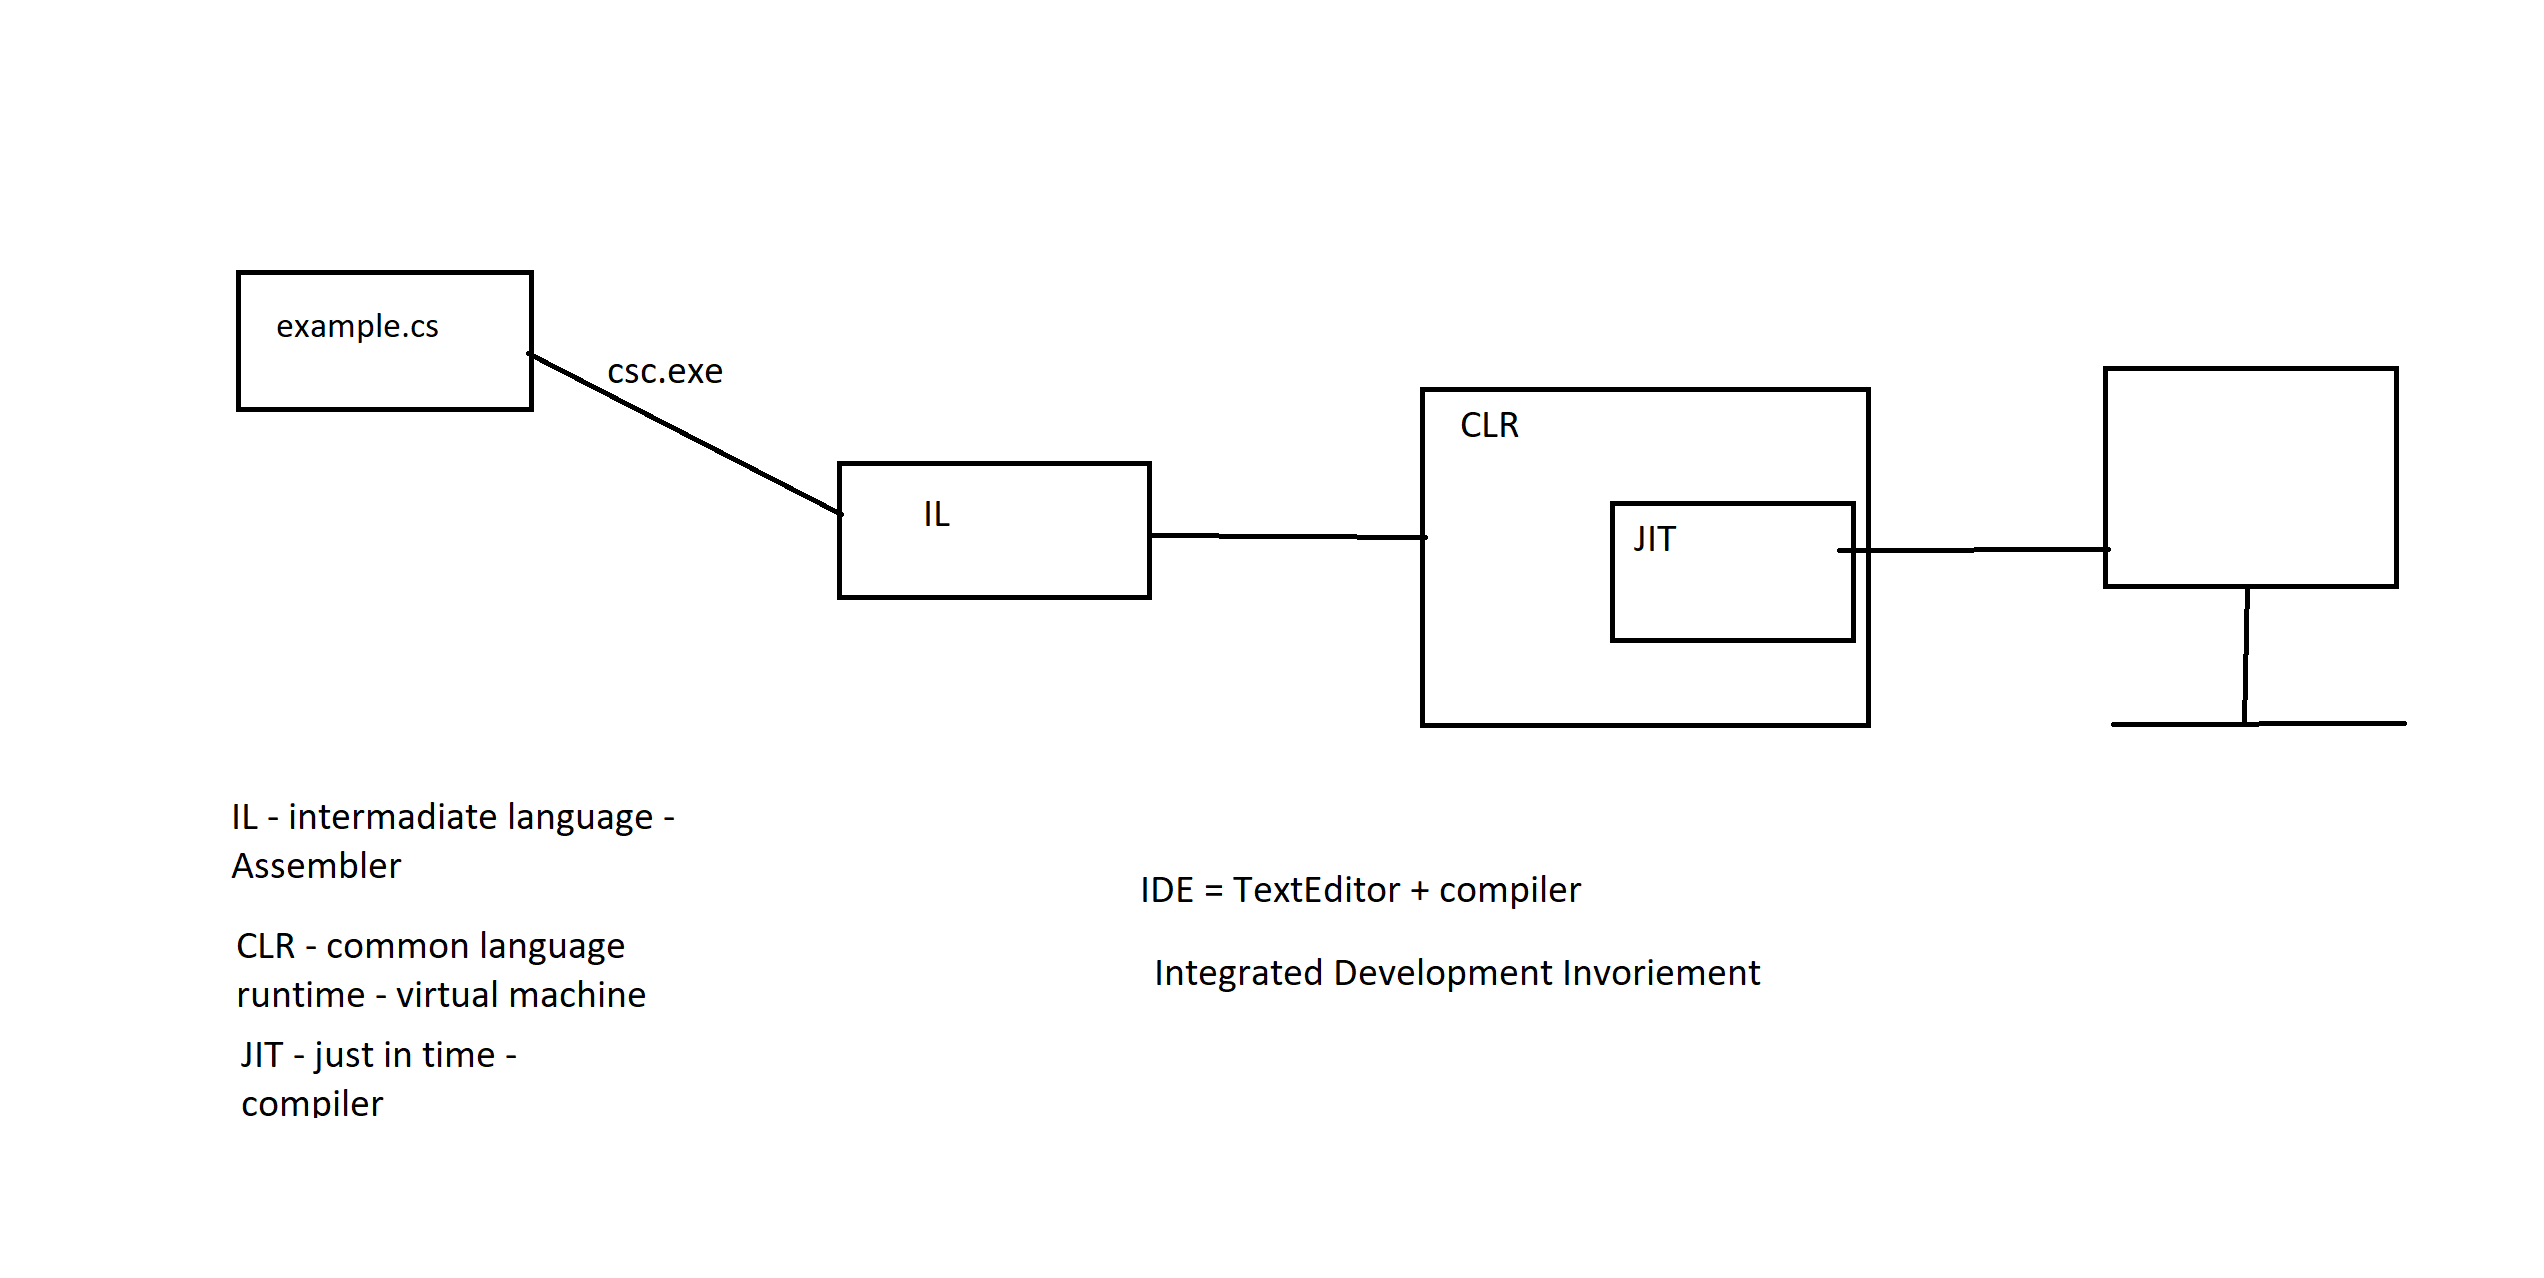 example.cs
csc.exe
IL
CLR
JIT
IL - intermadiate language -
Assembler
CLR - common language
runtime - virtual machine
JIT - just in time -
compiler
IDE = TextEditor + compiler
Integrated Development Invoriement